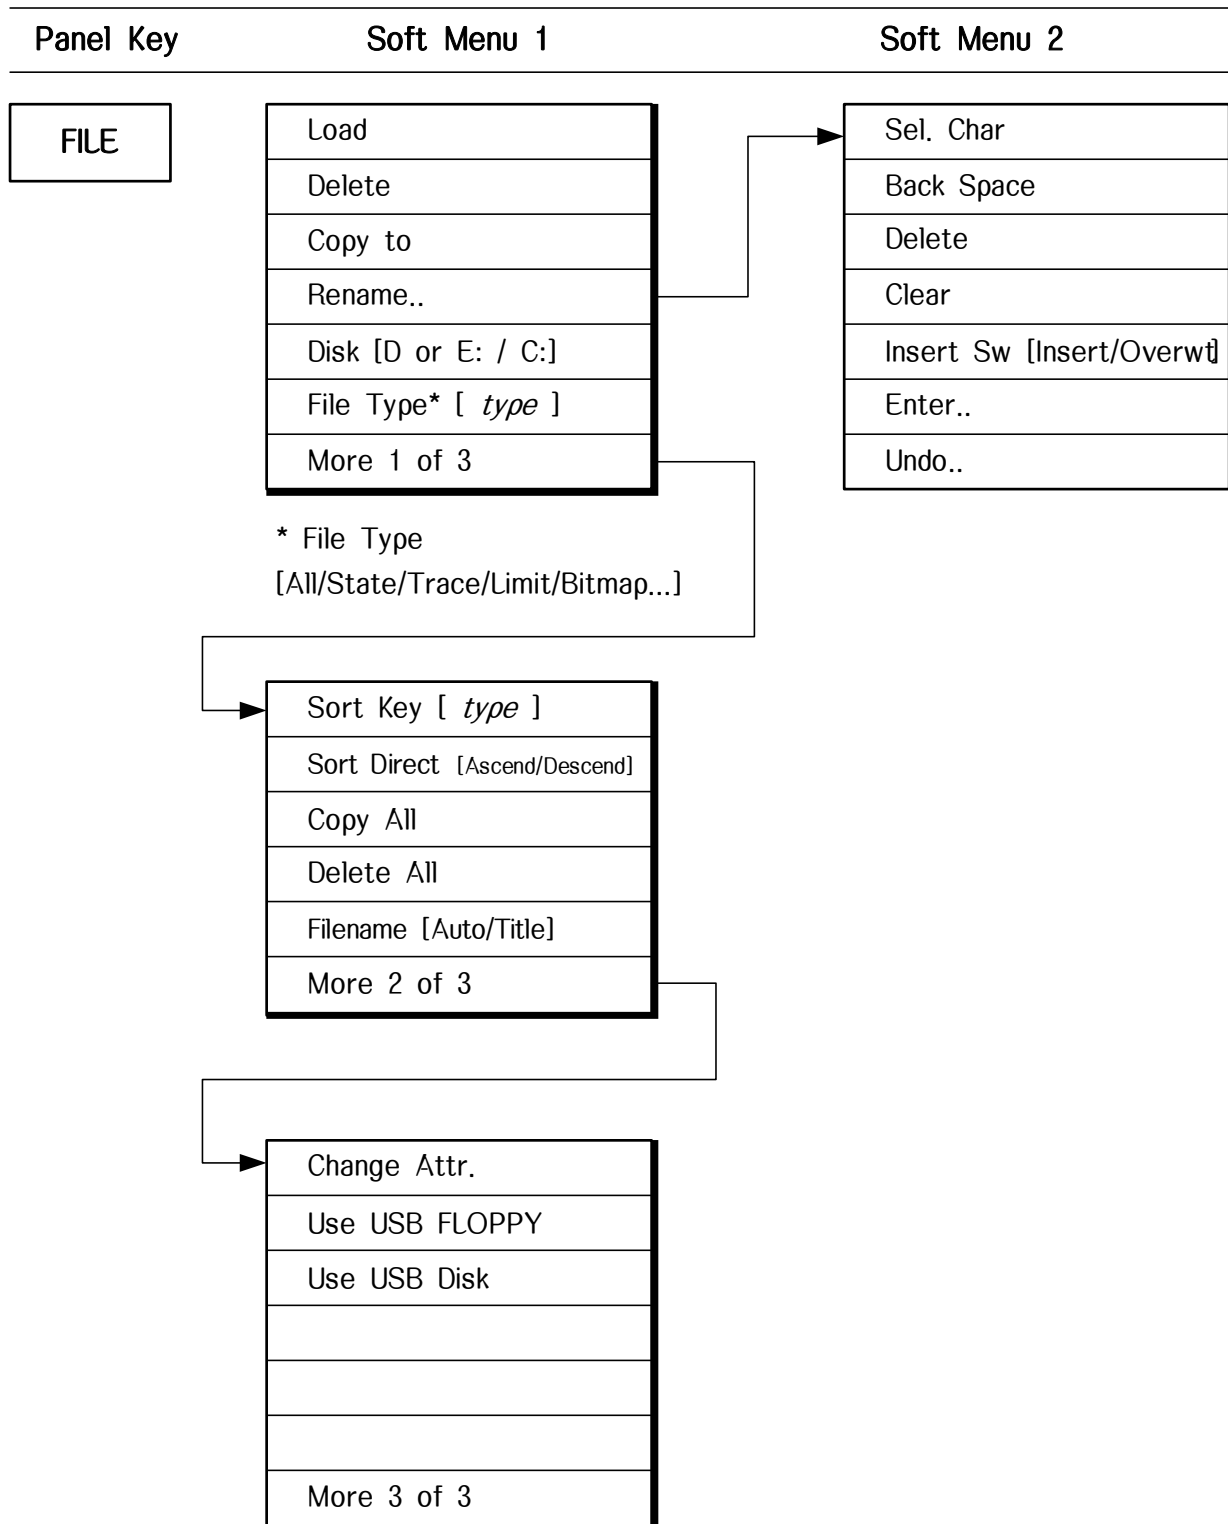 Panel Key Soft Menu 1 Soft Menu 2
FILE
Load
Delete
Copy to
Rename..
Disk [D or E: / C:]
File Type* [ type ]
More 1 of 3
* File Type
[All/State/Trace/Limit/Bitmap...]
Sel. Char
Back Space
Delete
Clear
Insert Sw [Insert/Overwt]
Enter..
Undo..
Sort Key [ type ]
Sort Direct [Ascend/Descend]
Copy All
Delete All
Filename [Auto/Title]
More 2 of 3
Change Attr.
Use USB FLOPPY
Use USB Disk
More 3 of 3